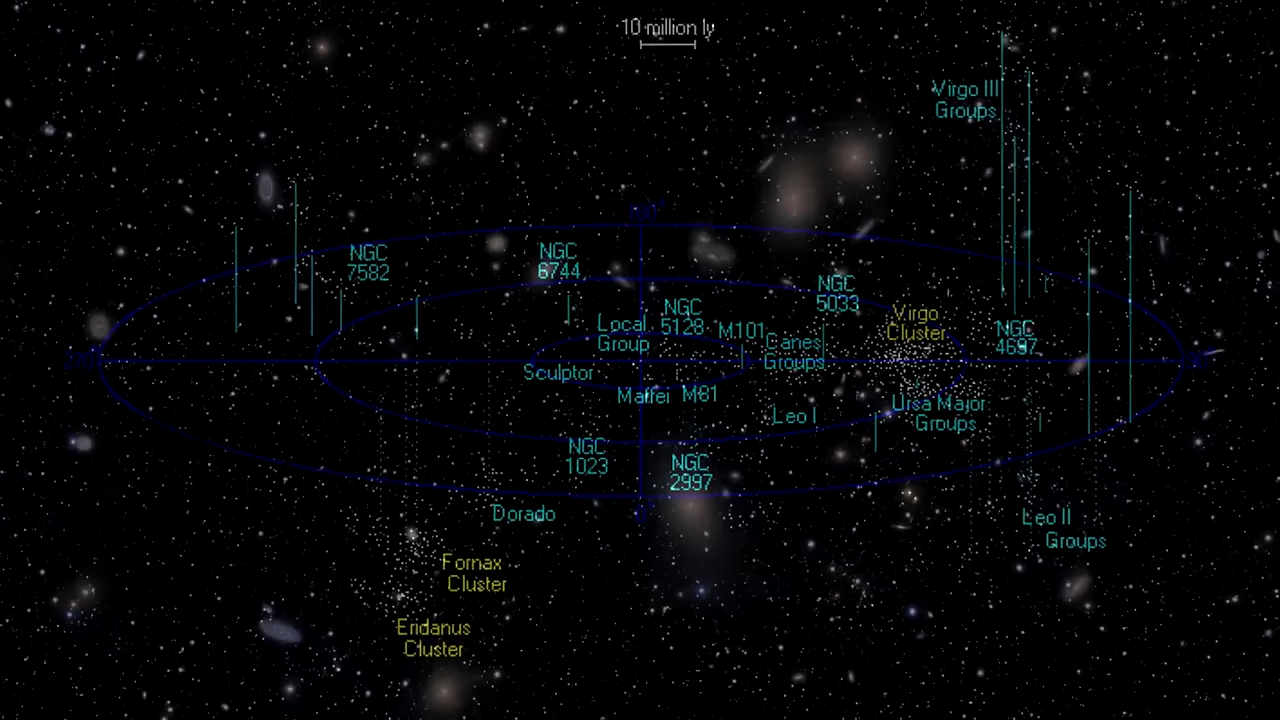 10 million ly
Virgo III
Groups
NGC
7582
NGC
6744
NGC
5033
NGC
5128
Local
Group
M101
Canes
Groups
Virgo
Cluster
NGC
4697
Sculptor
Maffei
M81
Leo I
Ursa Major
Groups
NGC
1023
NGC
2997
Dorado
Leo II
Groups
Fornax
Cluster
Eridanus
Cluster